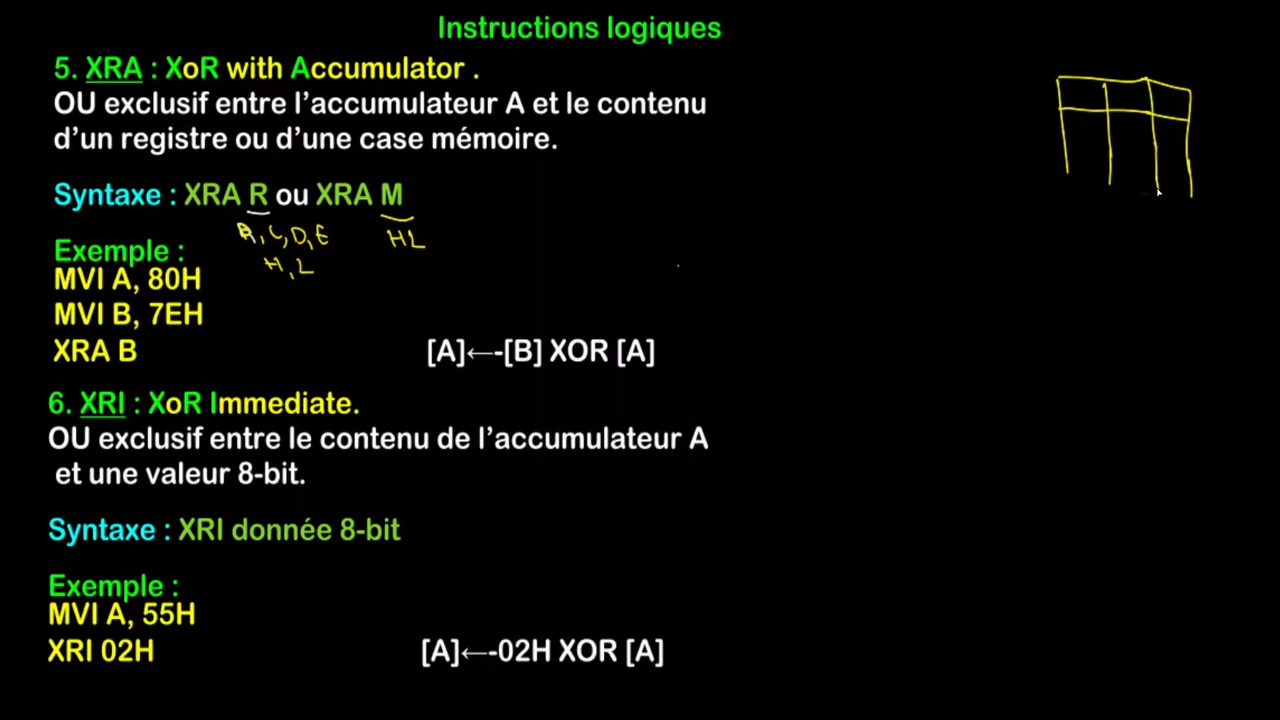 Instructions logiques
5. XRA : XoR with Accumulator .
OU exclusif entre l'accumulateur A et le contenu
d'un registre ou d'une case mémoire.
Syntaxe : XRA R ou XRA M
B, C, D, E
HL
H, L
Exemple :
MVI A, 80H
MVI B, 7EH
XRA B
[A]←-[B] XOR [A]
6. XRI : XoR Immediate.
OU exclusif entre le contenu de l'accumulateur A
et une valeur 8-bit.
Syntaxe : XRI donnée 8-bit
Exemple :
MVI A, 55H
XRI 02H
[A]←-02H XOR [A]